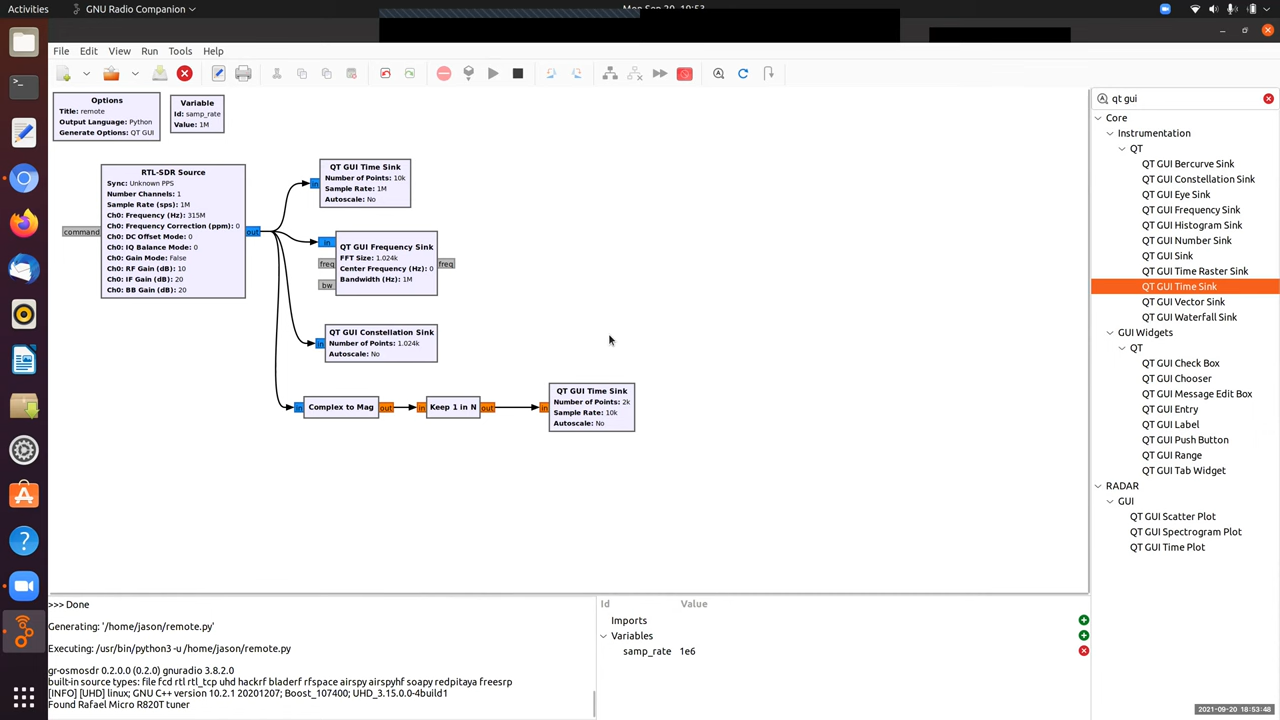 Activities
GNU Radio Companion
Mon Sep 20 18:53
File Edit View Run Tools Help
Options
Title: remote
Output Language: Python
Generate Options: QT GUI
Variable
Id: samp_rate
Value: 1M
RTL-SDR Source
Sync: Unknown PPS
Number Channels: 1
Sample Rate (sps): 1M
Ch0: Frequency (Hz): 315M
Ch0: Frequency Correction (ppm): 0
Ch0: DC Offset Mode: 0
Ch0: IQ Balance Mode: 0
Ch0: Gain Mode: False
Ch0: RF Gain (dB): 10
Ch0: IF Gain (dB): 20
Ch0: BB Gain (dB): 20
command
out
in
QT GUI Time Sink
Number of Points: 10k
Sample Rate: 1M
Autoscale: No
in
freq
bw
QT GUI Frequency Sink
FFT Size: 1.024k
Center Frequency (Hz): 0
Bandwidth (Hz): 1M
freq
in
QT GUI Constellation Sink
Number of Points: 1.024k
Autoscale: No
in
Complex to Mag
out
in
Keep 1 in N
out
in
QT GUI Time Sink
Number of Points: 2k
Sample Rate: 10k
Autoscale: No
qt gui
Core
Instrumentation
QT
QT GUI Bercurve Sink
QT GUI Constellation Sink
QT GUI Eye Sink
QT GUI Frequency Sink
QT GUI Histogram Sink
QT GUI Number Sink
QT GUI Sink
QT GUI Time Raster Sink
QT GUI Time Sink
QT GUI Vector Sink
QT GUI Waterfall Sink
GUI Widgets
QT
QT GUI Check Box
QT GUI Chooser
QT GUI Message Edit Box
QT GUI Entry
QT GUI Label
QT GUI Push Button
QT GUI Range
QT GUI Tab Widget
RADAR
GUI
QT GUI Scatter Plot
QT GUI Spectrogram Plot
QT GUI Time Plot
>>> Done
Generating: '/home/jason/remote.py'
Executing: /usr/bin/python3 -u /home/jason/remote.py
gr-osmosdr 0.2.0.0 (0.2.0) gnuradio 3.8.2.0
built-in source types: file fcd rtl rtl_tcp uhd hackrf bladerf rfspace airspy airspyhf soapy redpitaya freesrp
[INFO] [UHD] linux; GNU C++ version 10.2.1 20201207; Boost_107400; UHD_3.15.0.0-4build1
Found Rafael Micro R820T tuner
Id Value
Imports
Variables
samp_rate 1e6
2021-09-20 18:53:48